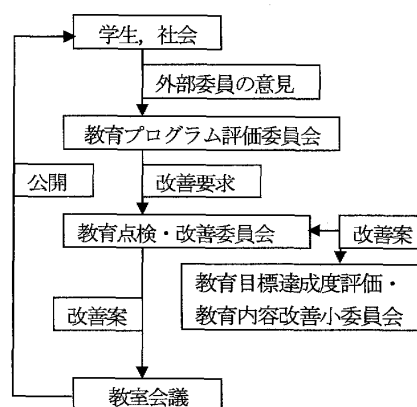 学生，社会
外部委員の意見
教育プログラム評価委員会
公開
改善要求
教育点検・改善委員会
改善案
教育目標達成度評価・
教育内容改善小委員会
改善案
教室会議